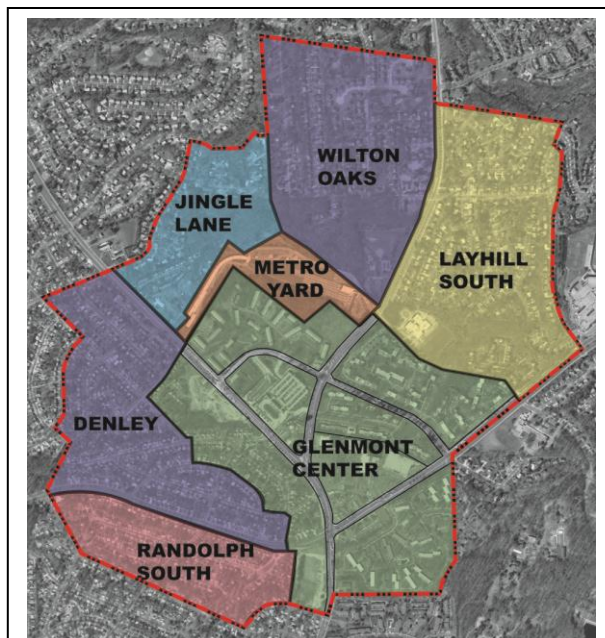 WILTON
OAKS
JINGLE
LANE
METRO
YARD
LAYHILL
SOUTH
DENLEY
GLENMONT
CENTER
RANDOLPH
SOUTH